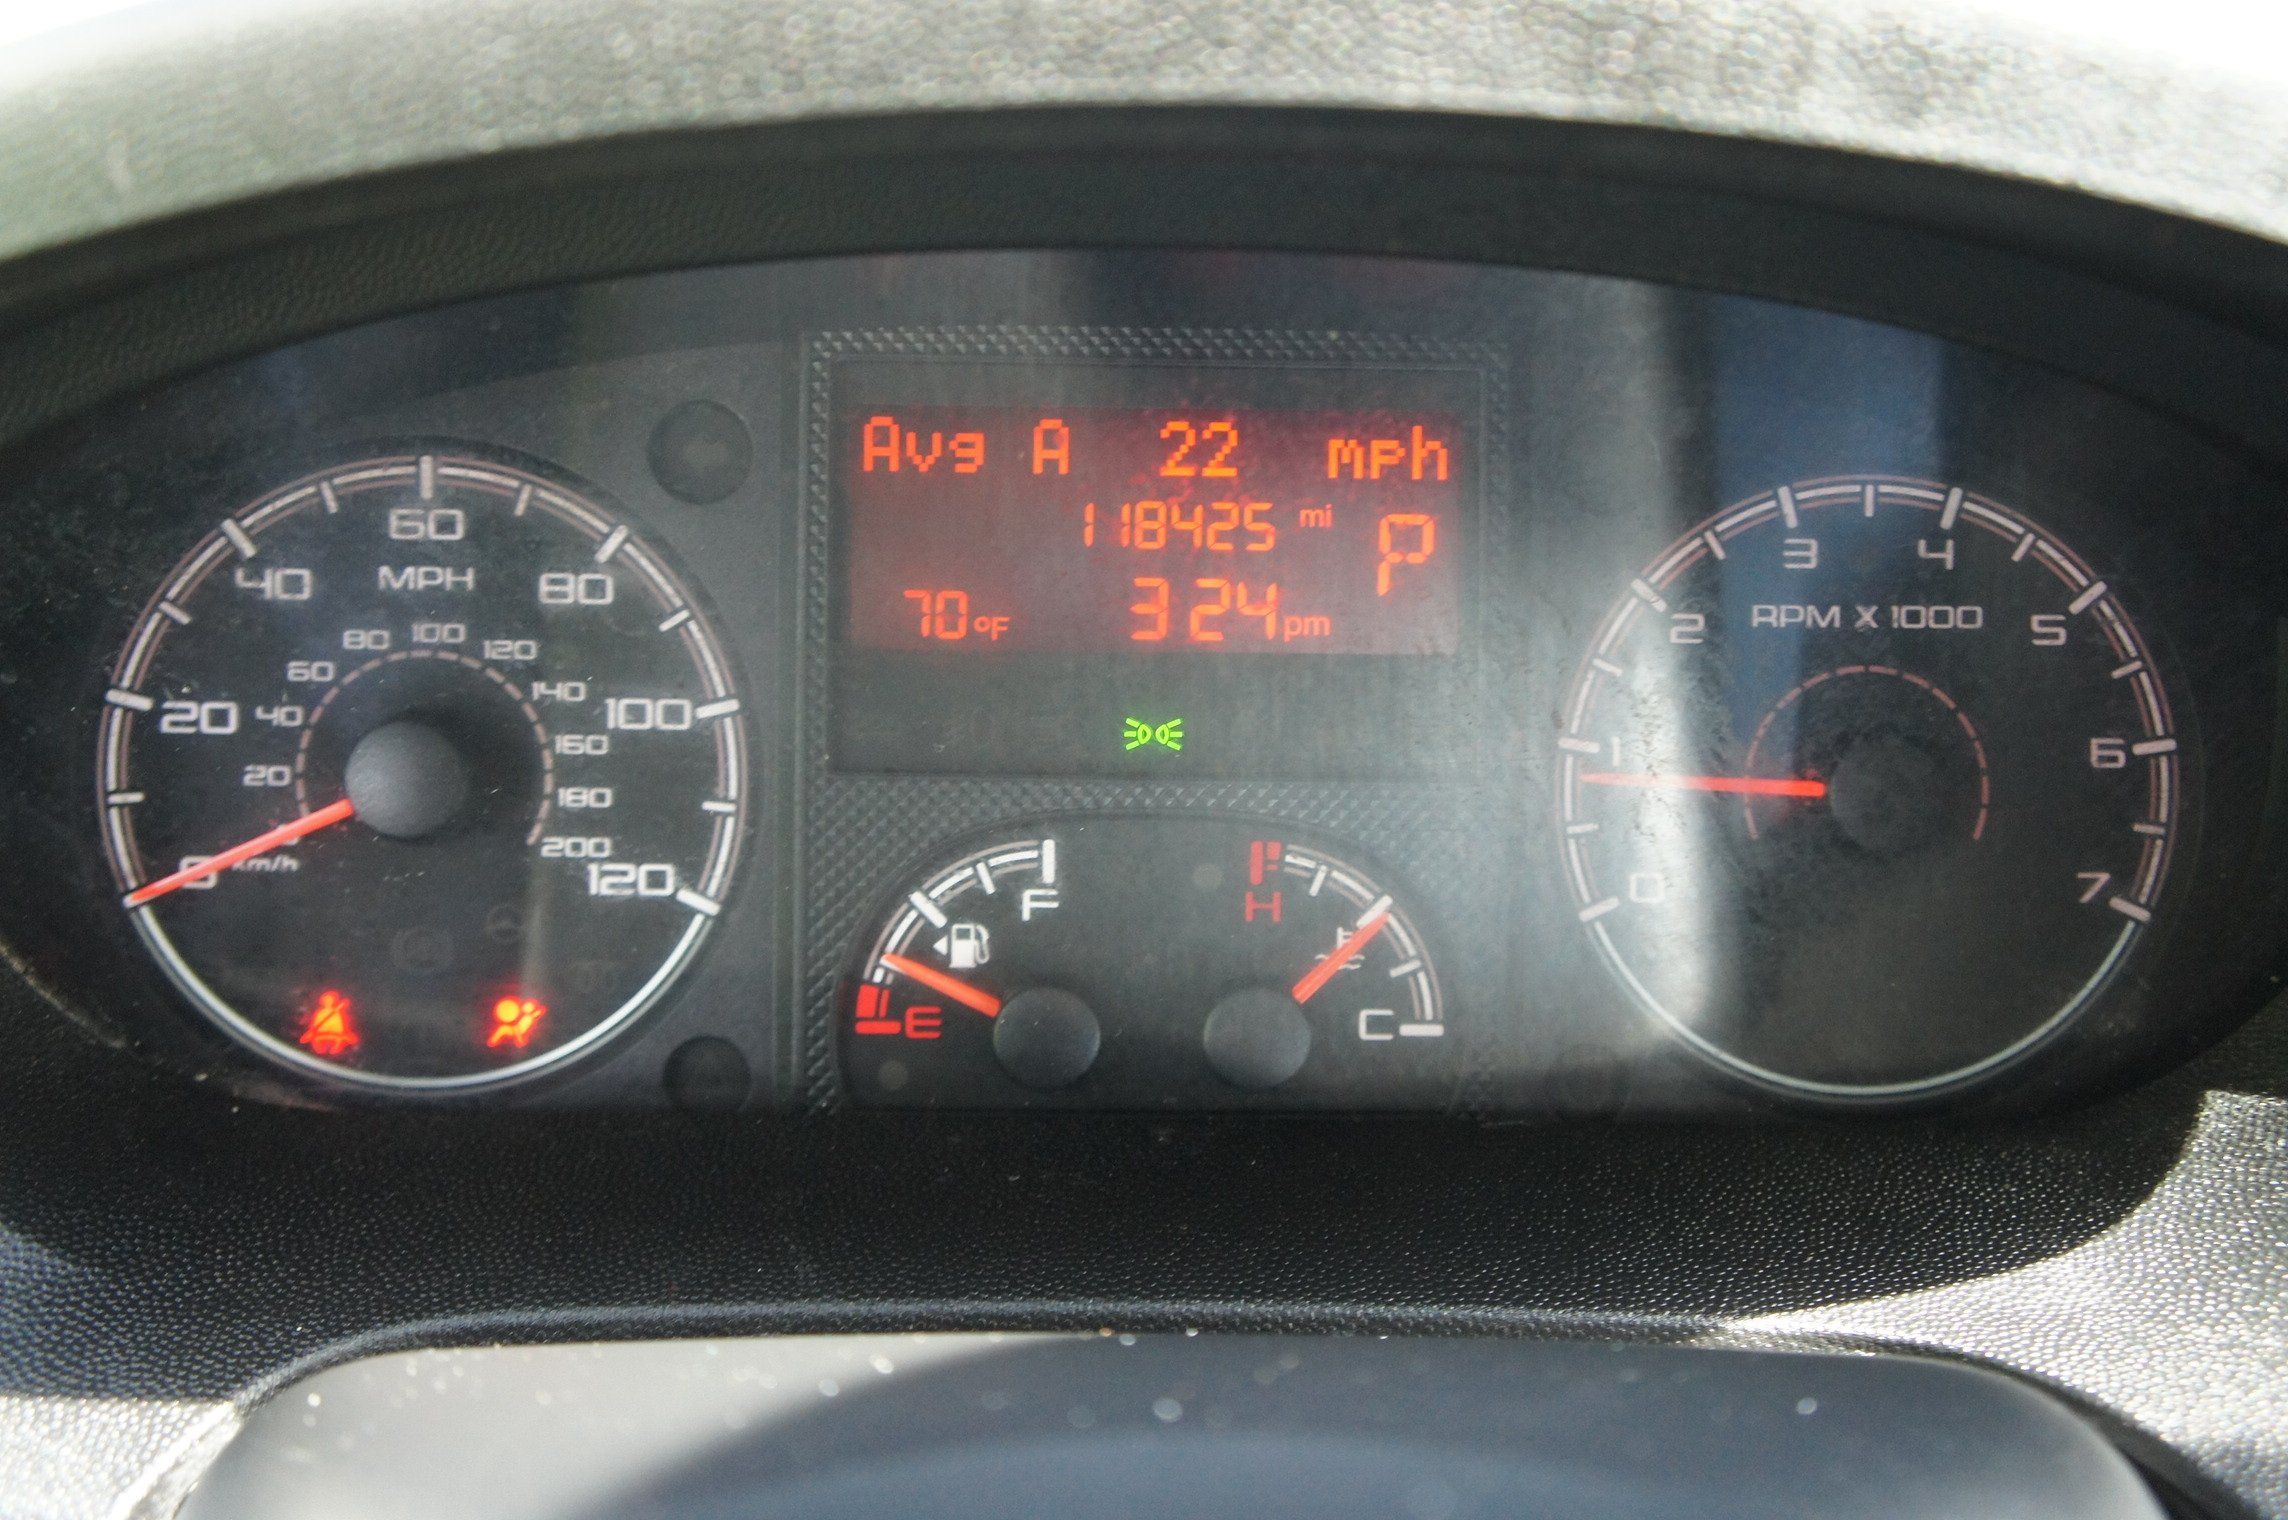 Avg A 22 mph
118425 mi P
70°F 3 24 pm
0 20 40 60 80 100 120
MPH
20 40 60 80 100 120 140 160 180 200
km/h
E F
H C
0 1 2 3 4 5 6 7
RPM X 1000